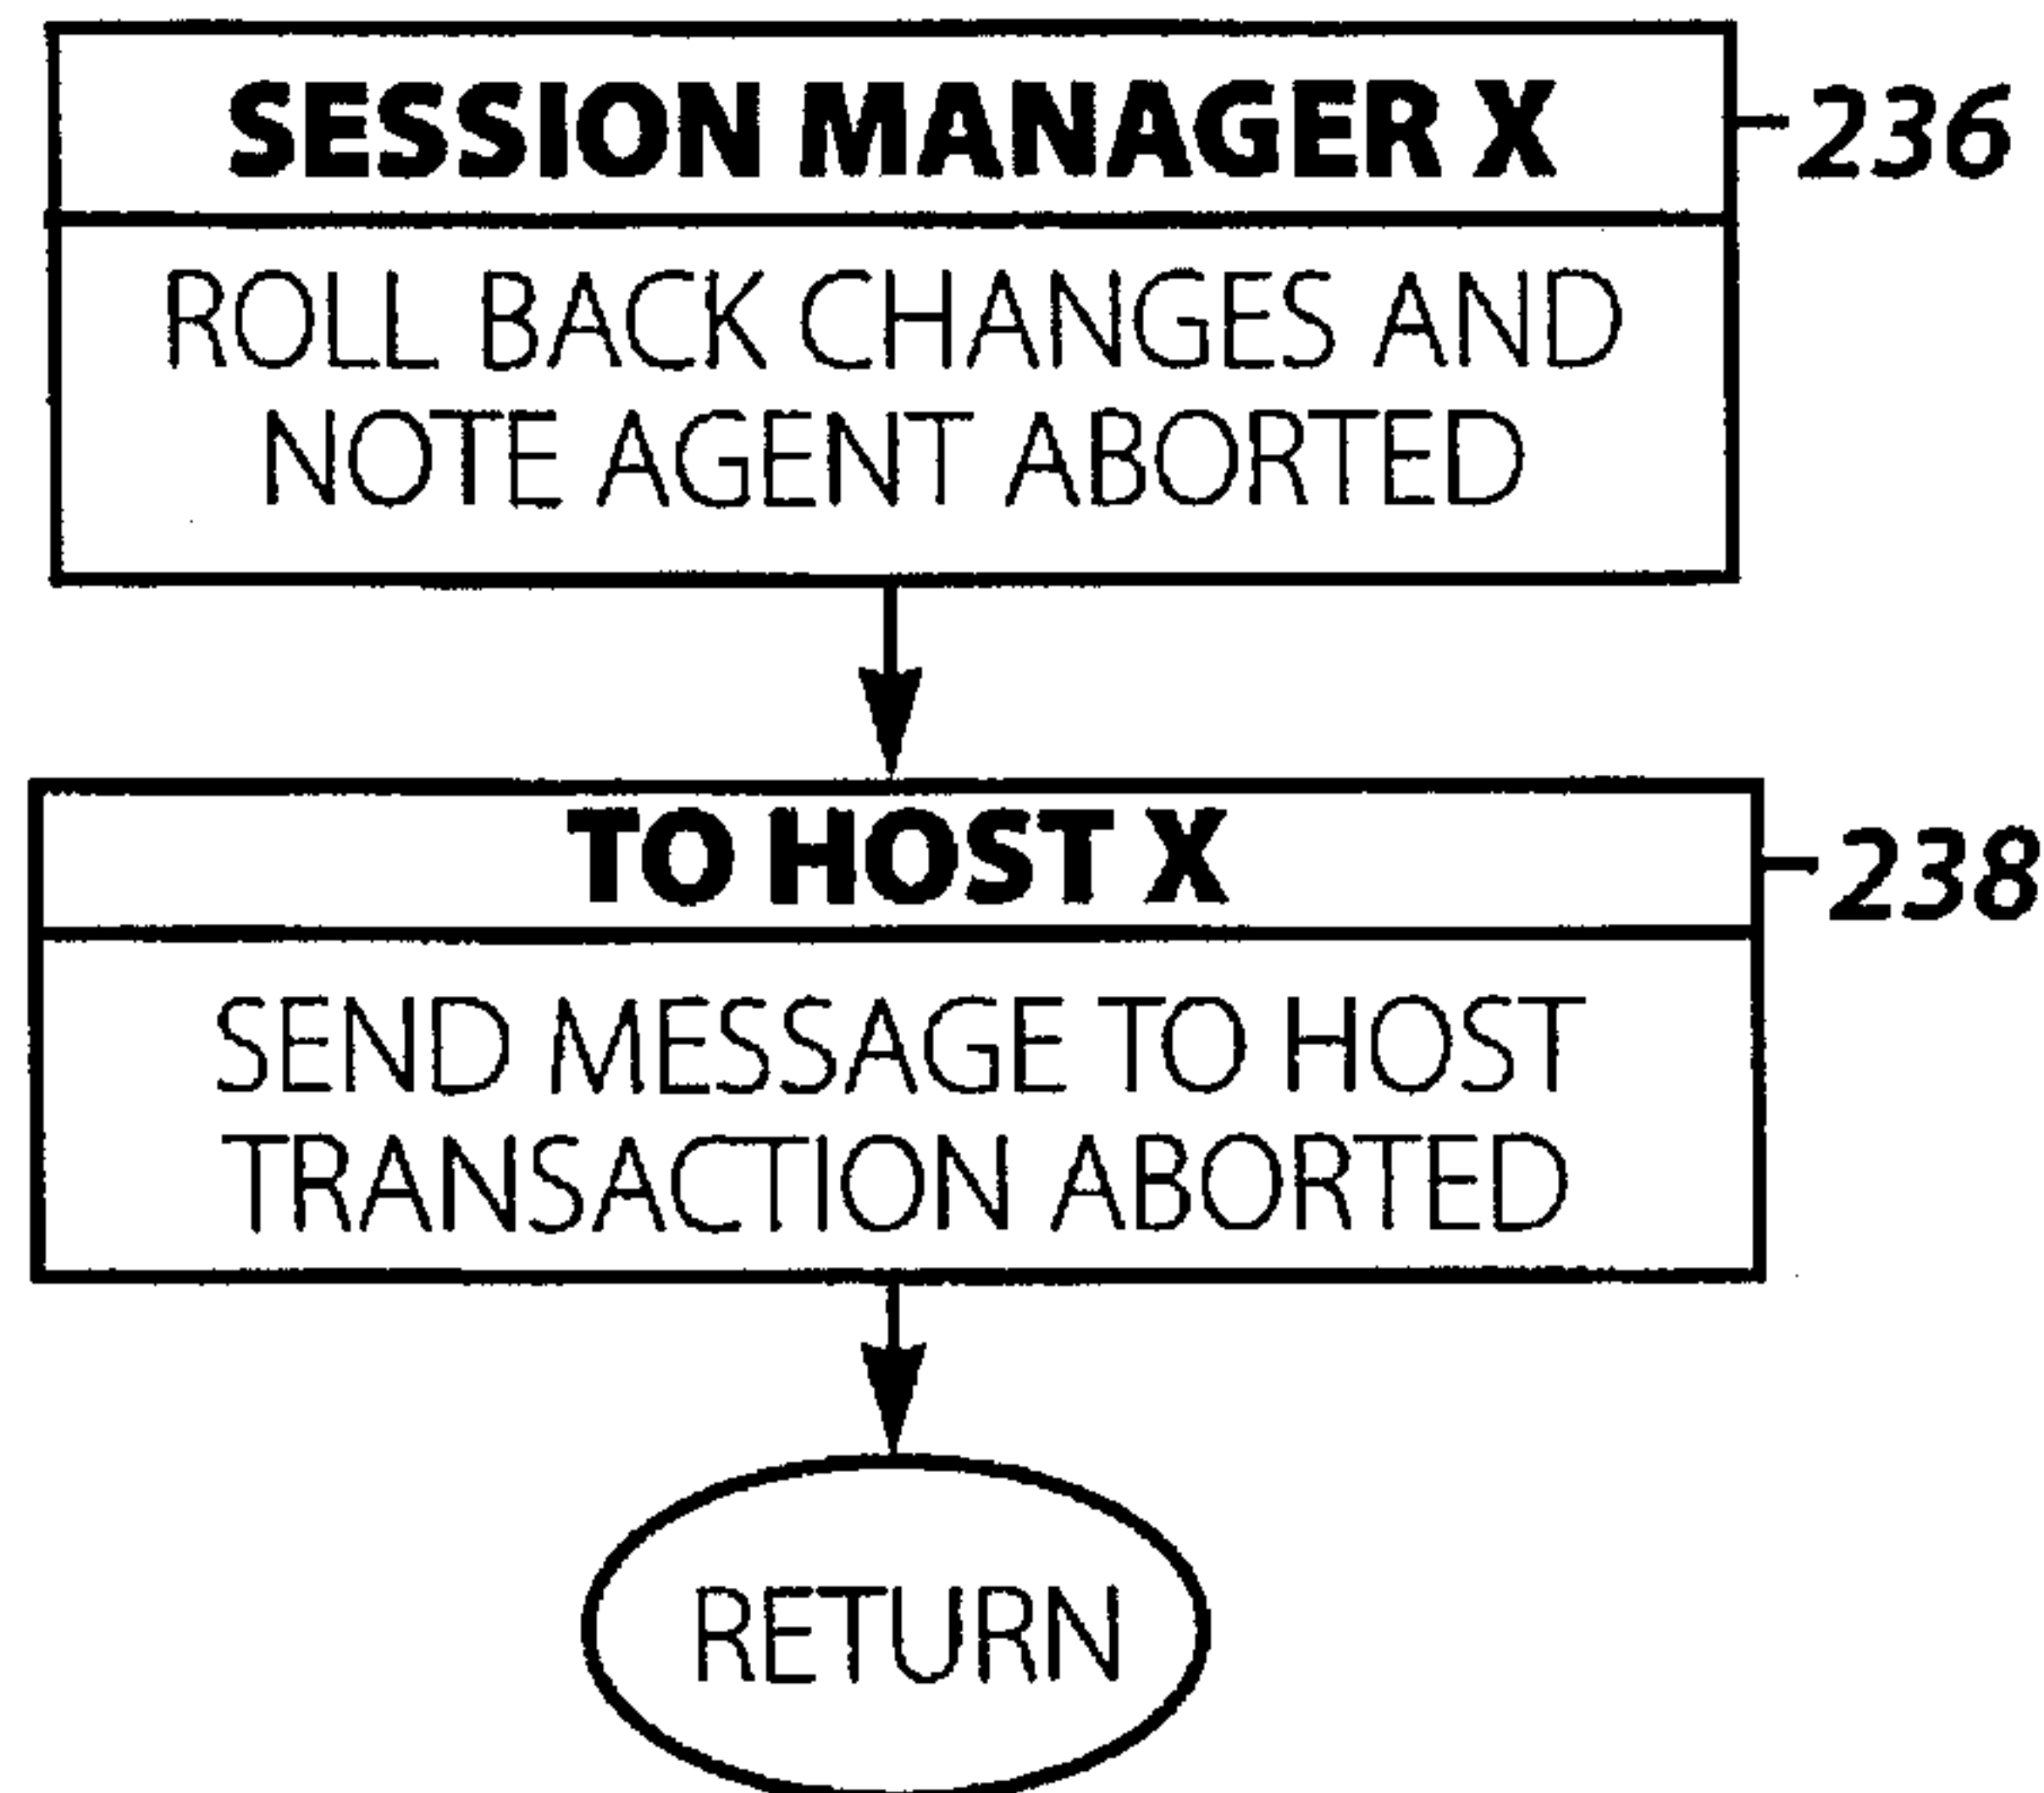 SESSION MANAGER X
236
ROLL BACK CHANGES AND
NOTE AGENT ABORTED
TO HOST X
238
SEND MESSAGE TO HOST
TRANSACTION ABORTED
RETURN